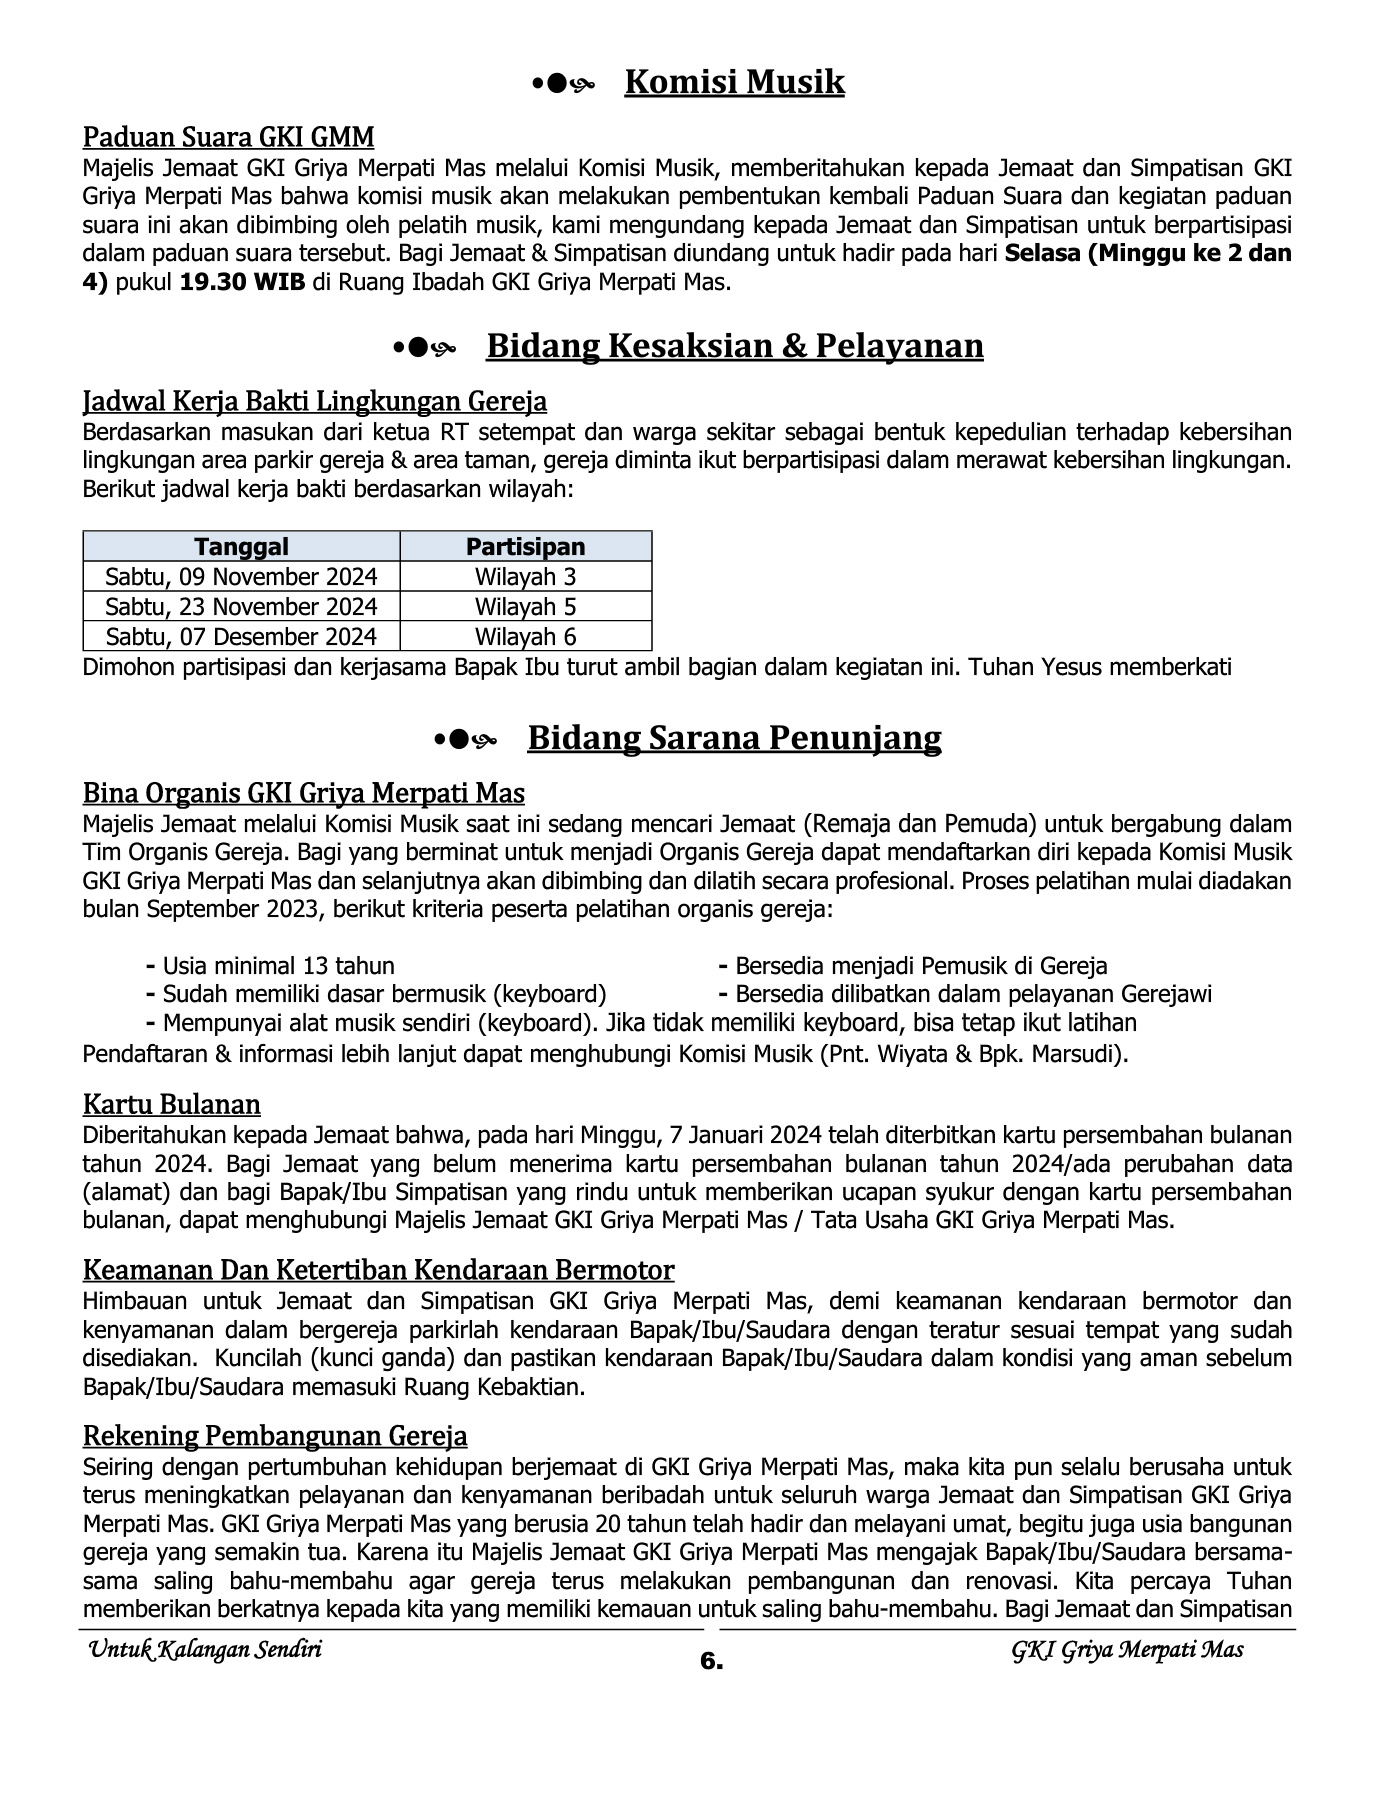 Komisi Musik
Paduan Suara GKI GMM
Majelis Jemaat GKI Griya Merpati Mas melalui Komisi Musik, memberitahukan kepada Jemaat dan Simpatisan GKI
Griya Merpati Mas bahwa komisi musik akan melakukan pembentukan kembali Paduan Suara dan kegiatan paduan
suara ini akan dibimbing oleh pelatih musik, kami mengundang kepada Jemaat dan Simpatisan untuk berpartisipasi
dalam paduan suara tersebut. Bagi Jemaat & Simpatisan diundang untuk hadir pada hari Selasa (Minggu ke 2 dan
4) pukul 19.30 WIB di Ruang Ibadah GKI Griya Merpati Mas.
Bidang Kesaksian & Pelayanan
Jadwal Kerja Bakti Lingkungan Gereja
Berdasarkan masukan dari ketua RT setempat dan warga sekitar sebagai bentuk kepedulian terhadap kebersihan
lingkungan area parkir gereja & area taman, gereja diminta ikut berpartisipasi dalam merawat kebersihan lingkungan.
Berikut jadwal kerja bakti berdasarkan wilayah:
Tanggal Partisipan
Sabtu, 09 November 2024 Wilayah 3
Sabtu, 23 November 2024 Wilayah 5
Sabtu, 07 Desember 2024 Wilayah 6
Dimohon partisipasi dan kerjasama Bapak Ibu turut ambil bagian dalam kegiatan ini. Tuhan Yesus memberkati
Bidang Sarana Penunjang
Bina Organis GKI Griya Merpati Mas
Majelis Jemaat melalui Komisi Musik saat ini sedang mencari Jemaat (Remaja dan Pemuda) untuk bergabung dalam
Tim Organis Gereja. Bagi yang berminat untuk menjadi Organis Gereja dapat mendaftarkan diri kepada Komisi Musik
GKI Griya Merpati Mas dan selanjutnya akan dibimbing dan dilatih secara profesional. Proses pelatihan mulai diadakan
bulan September 2023, berikut kriteria peserta pelatihan organis gereja:
- Usia minimal 13 tahun - Bersedia menjadi Pemusik di Gereja
- Sudah memiliki dasar bermusik (keyboard) - Bersedia dilibatkan dalam pelayanan Gerejawi
- Mempunyai alat musik sendiri (keyboard). Jika tidak memiliki keyboard, bisa tetap ikut latihan
Pendaftaran & informasi lebih lanjut dapat menghubungi Komisi Musik (Pnt. Wiyata & Bpk. Marsudi).
Kartu Bulanan
Diberitahukan kepada Jemaat bahwa, pada hari Minggu, 7 Januari 2024 telah diterbitkan kartu persembahan bulanan
tahun 2024. Bagi Jemaat yang belum menerima kartu persembahan bulanan tahun 2024/ada perubahan data
(alamat) dan bagi Bapak/Ibu Simpatisan yang rindu untuk memberikan ucapan syukur dengan kartu persembahan
bulanan, dapat menghubungi Majelis Jemaat GKI Griya Merpati Mas / Tata Usaha GKI Griya Merpati Mas.
Keamanan Dan Ketertiban Kendaraan Bermotor
Himbauan untuk Jemaat dan Simpatisan GKI Griya Merpati Mas, demi keamanan kendaraan bermotor dan
kenyamanan dalam bergereja parkirlah kendaraan Bapak/Ibu/Saudara dengan teratur sesuai tempat yang sudah
disediakan. Kuncilah (kunci ganda) dan pastikan kendaraan Bapak/Ibu/Saudara dalam kondisi yang aman sebelum
Bapak/Ibu/Saudara memasuki Ruang Kebaktian.
Rekening Pembangunan Gereja
Seiring dengan pertumbuhan kehidupan berjemaat di GKI Griya Merpati Mas, maka kita pun selalu berusaha untuk
terus meningkatkan pelayanan dan kenyamanan beribadah untuk seluruh warga Jemaat dan Simpatisan GKI Griya
Merpati Mas. GKI Griya Merpati Mas yang berusia 20 tahun telah hadir dan melayani umat, begitu juga usia bangunan
gereja yang semakin tua. Karena itu Majelis Jemaat GKI Griya Merpati Mas mengajak Bapak/Ibu/Saudara bersama-
sama saling bahu-membahu agar gereja terus melakukan pembangunan dan renovasi. Kita percaya Tuhan
memberikan berkatnya kepada kita yang memiliki kemauan untuk saling bahu-membahu. Bagi Jemaat dan Simpatisan
Untuk Kalangan Sendiri 6. GKI Griya Merpati Mas